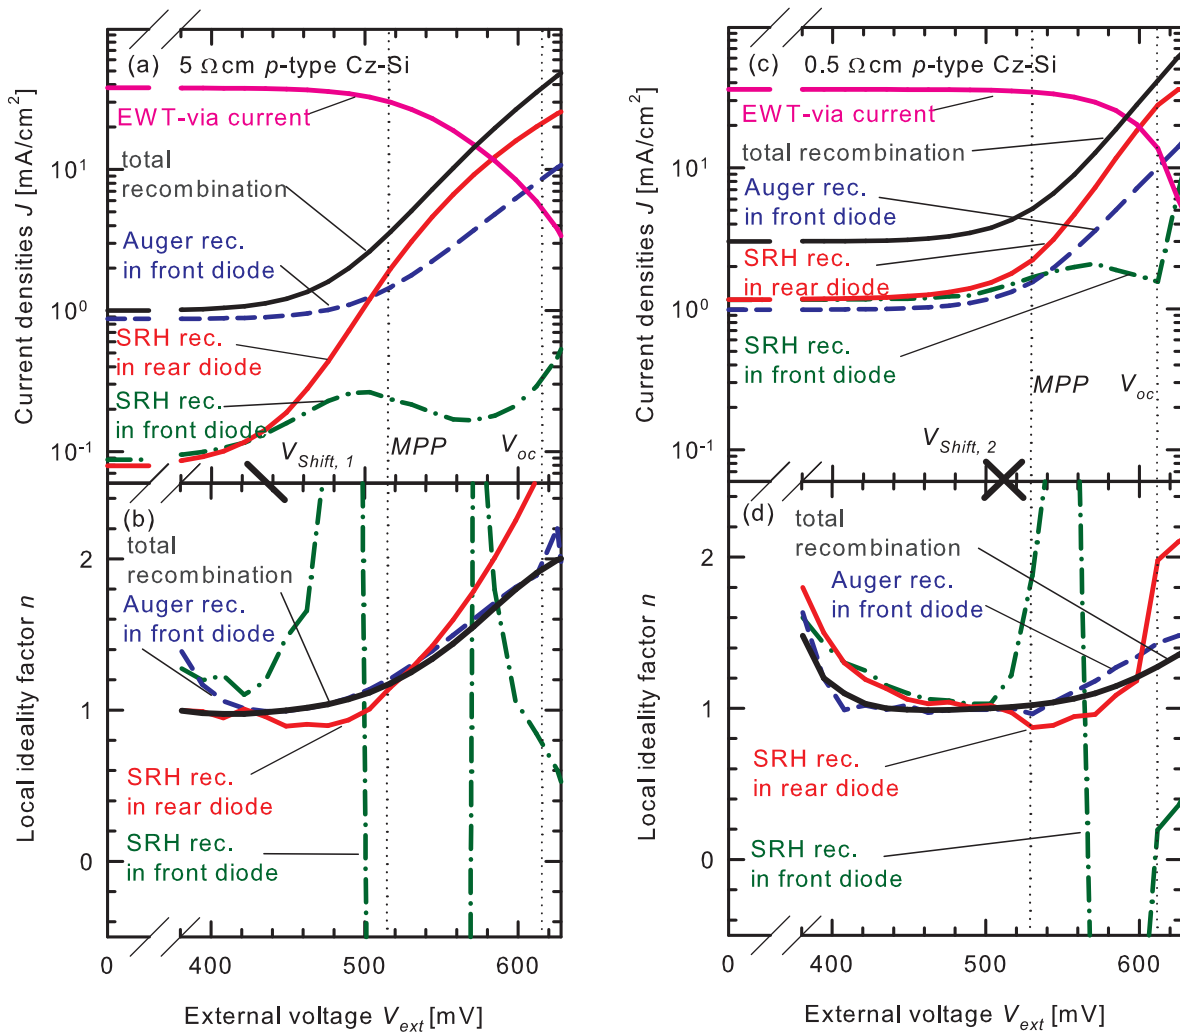 (a) 5 Ωcm p-type Cz-Si
EWT-via current
total
recombination
Auger rec.
in front diode
SRH rec.
in rear diode
SRH rec.
in front diode
V_Shift, 1
MPP
V_oc
10^1
10^0
10^-1
Current densities J [mA/cm^2]
(b)
total
recombination
Auger rec.
in front diode
SRH rec.
in rear diode
SRH rec.
in front diode
2
1
0
Local ideality factor n
0 400 500 600
External voltage V_ext [mV]
(c) 0.5 Ωcm p-type Cz-Si
EWT-via current
total recombination
Auger rec.
in front diode
SRH rec.
in rear diode
SRH rec.
in front diode
MPP
V_oc
V_Shift, 2
10^1
10^0
10^-1
Current densities J [mA/cm^2]
(d)
total
recombination
Auger rec.
in front diode
SRH rec.
in rear diode
SRH rec.
in front diode
2
1
0
Local ideality factor n
0 400 500 600
External voltage V_ext [mV]